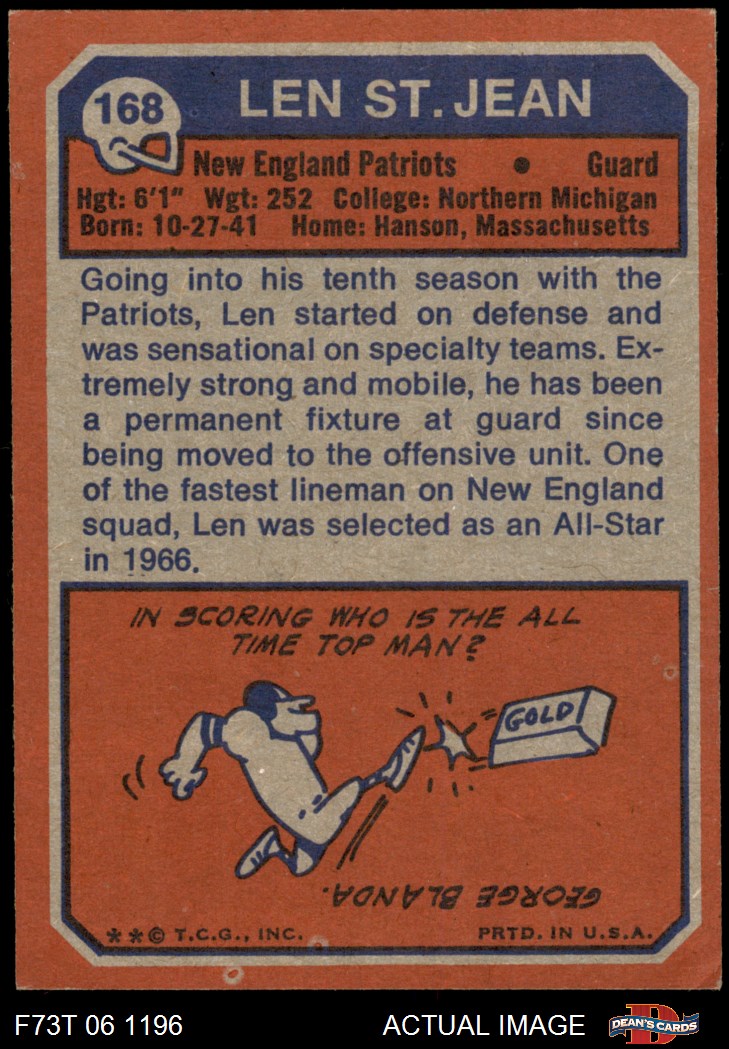 168
LEN ST. JEAN
New England Patriots • Guard
Hgt: 6'1" Wgt: 252 College: Northern Michigan
Born: 10-27-41 Home: Hanson, Massachusetts
Going into his tenth season with the
Patriots, Len started on defense and
was sensational on specialty teams. Ex-
tremely strong and mobile, he has been
a permanent fixture at guard since
being moved to the offensive unit. One
of the fastest lineman on New England
squad, Len was selected as an All-Star
in 1966.
IN SCORING WHO IS THE ALL
TIME TOP MAN?
GOLD
GEORGE BLANDA.
**© T.C.G., INC. PRTD. IN U.S.A.
F73T 06 1196 ACTUAL IMAGE DEAN'S CARDS